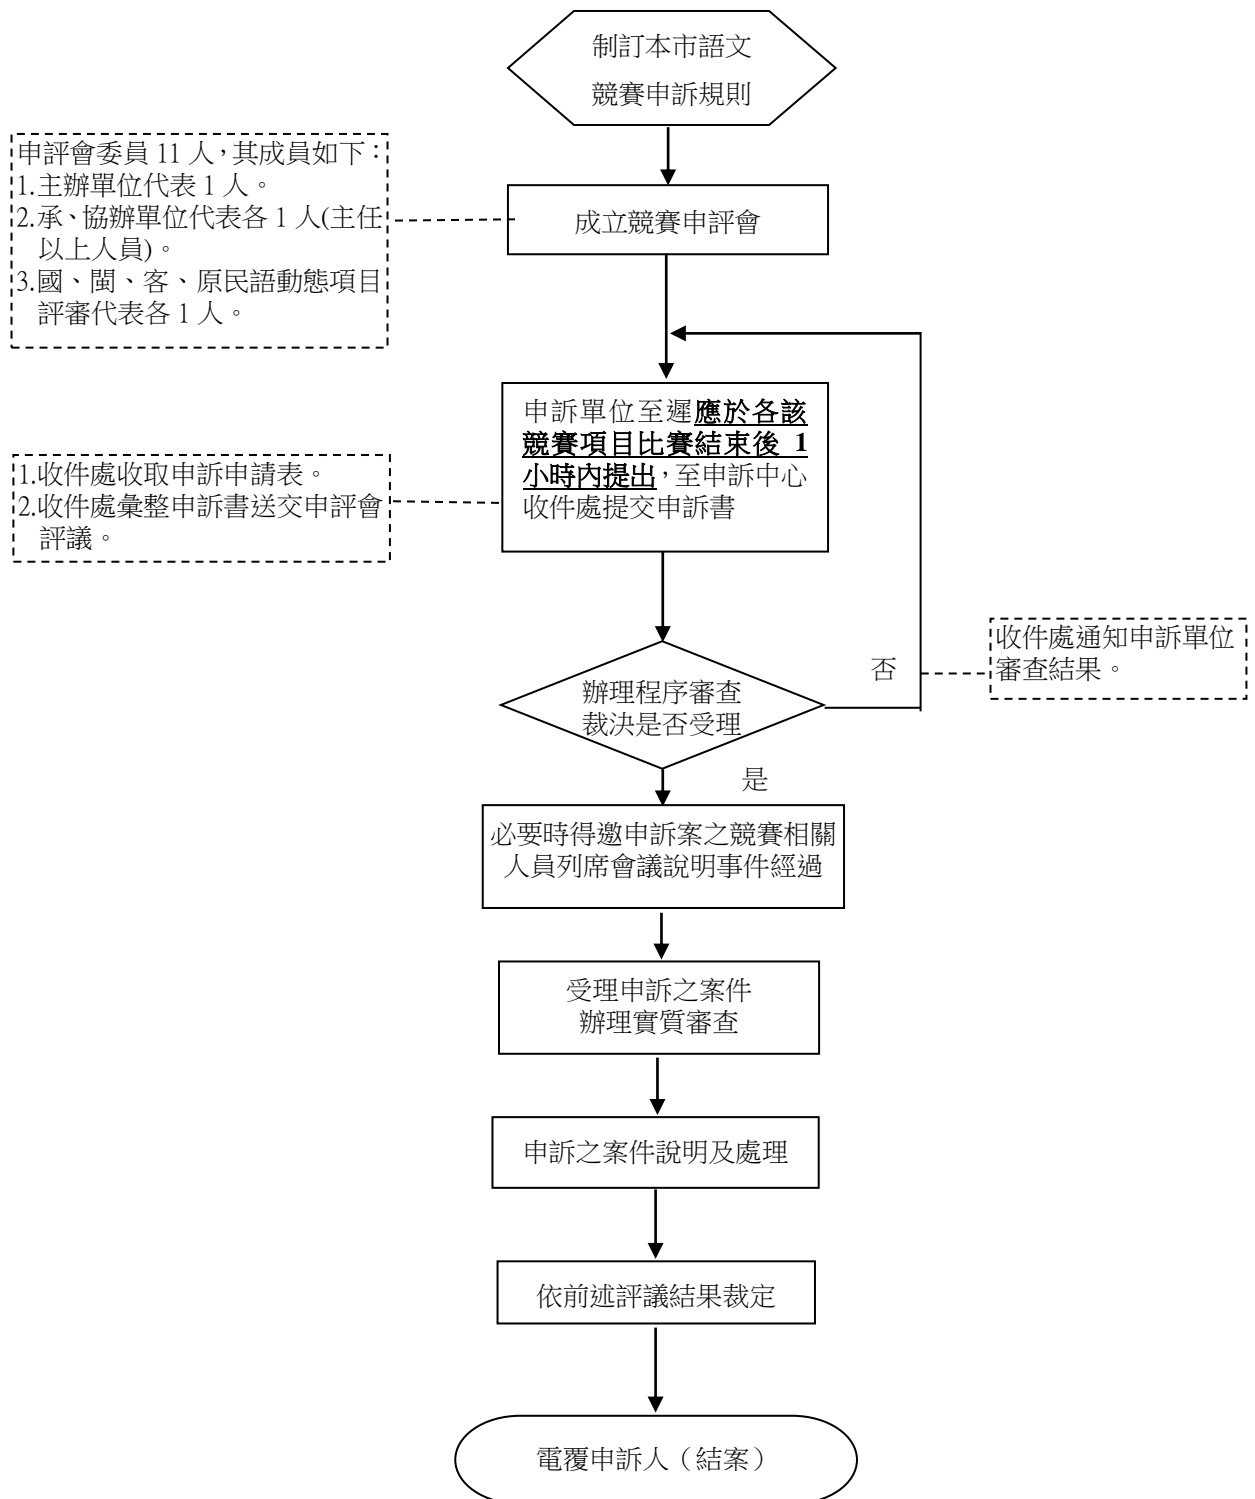 制訂本市語文
競賽申訴規則
申評會委員 11 人，其成員如下：
1.主辦單位代表 1 人。
2.承、協辦單位代表各 1 人(主任
以上人員)。
3.國、閩、客、原民語動態項目
評審代表各 1 人。
成立競賽申評會
申訴單位至遲應於各該
競賽項目比賽結束後 1
小時內提出，至申訴中心
收件處提交申訴書
1.收件處收取申訴申請表。
2.收件處彙整申訴書送交申評會
評議。
收件處通知申訴單位
審查結果。
否
辦理程序審查
裁決是否受理
是
必要時得邀申訴案之競賽相關
人員列席會議說明事件經過
受理申訴之案件
辦理實質審查
申訴之案件說明及處理
依前述評議結果裁定
電覆申訴人（結案）